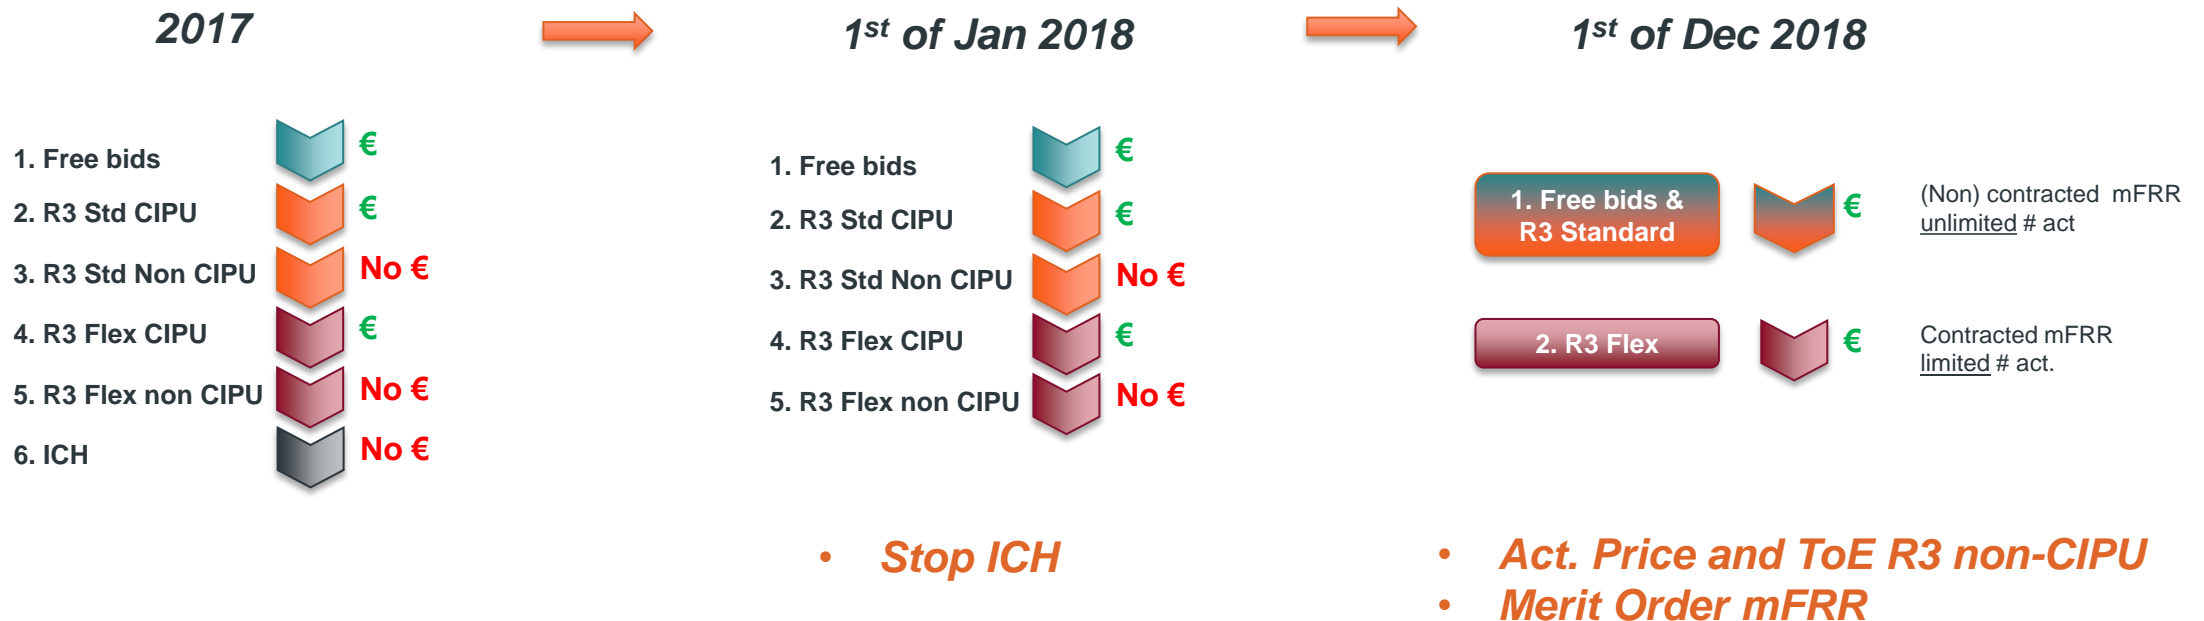 2017
1. Free bids €
2. R3 Std CIPU €
3. R3 Std Non CIPU No €
4. R3 Flex CIPU €
5. R3 Flex non CIPU No €
6. ICH No €
1st of Jan 2018
1. Free bids €
2. R3 Std CIPU €
3. R3 Std Non CIPU No €
4. R3 Flex CIPU €
5. R3 Flex non CIPU No €
• Stop ICH
1st of Dec 2018
1. Free bids &
R3 Standard
€
(Non) contracted mFRR
unlimited # act
2. R3 Flex
€
Contracted mFRR
limited # act.
• Act. Price and ToE R3 non-CIPU
• Merit Order mFRR